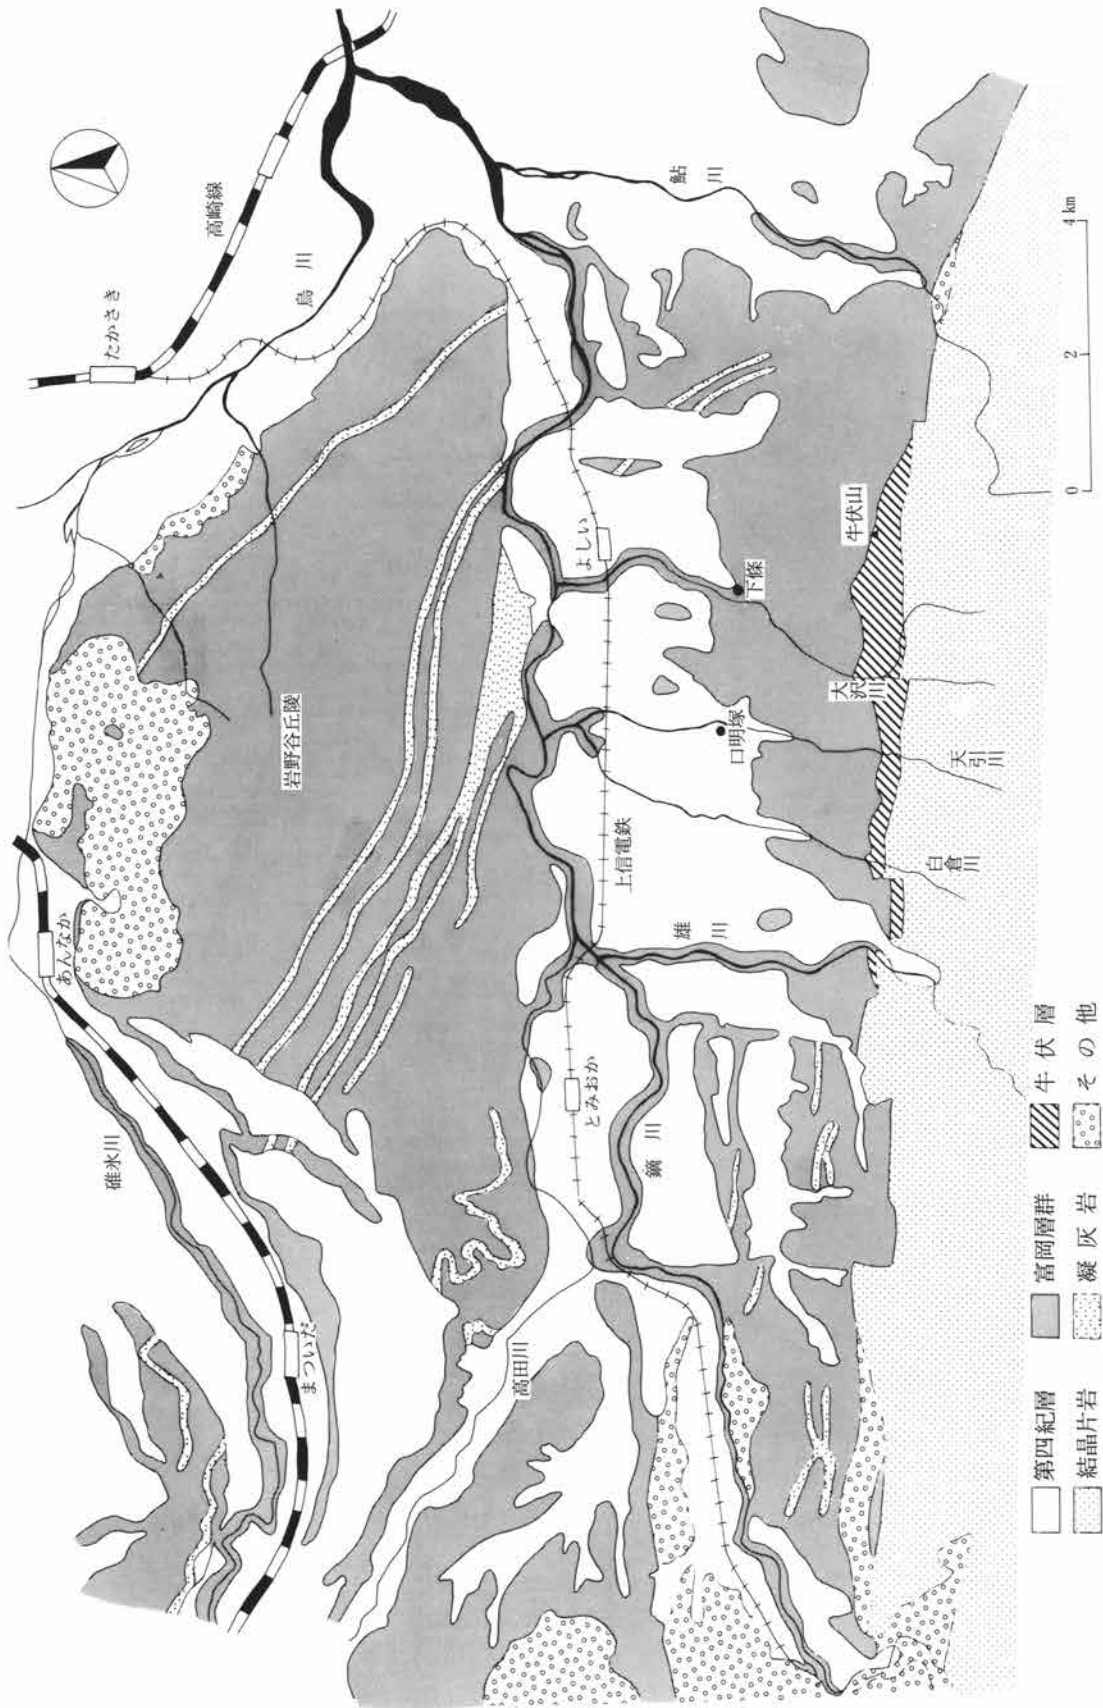 たかさき
高崎線
烏川
鮎川
あんなか
碓氷川
まついだ
岩野谷丘陵
よしい
下條
牛伏山
大沢川
口明塚
天引川
上信電鉄
白倉川
雄川
とみおか
鏑川
高田川
0 2 4 km
第四紀層 富岡層群 牛伏層
結晶片岩 凝灰岩 その他